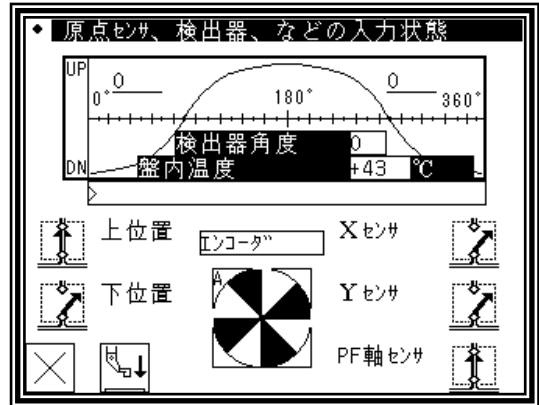 原点ｾﾝｻ、検出器、などの入力状態
UP
0
0
0°
180°
360°
検出器角度 0
DN
盤内温度 +43 ℃
上位置
ｴﾝｺｰﾀﾞ
Xｾﾝｻ
下位置
A
Yｾﾝｻ
PF軸ｾﾝｻ